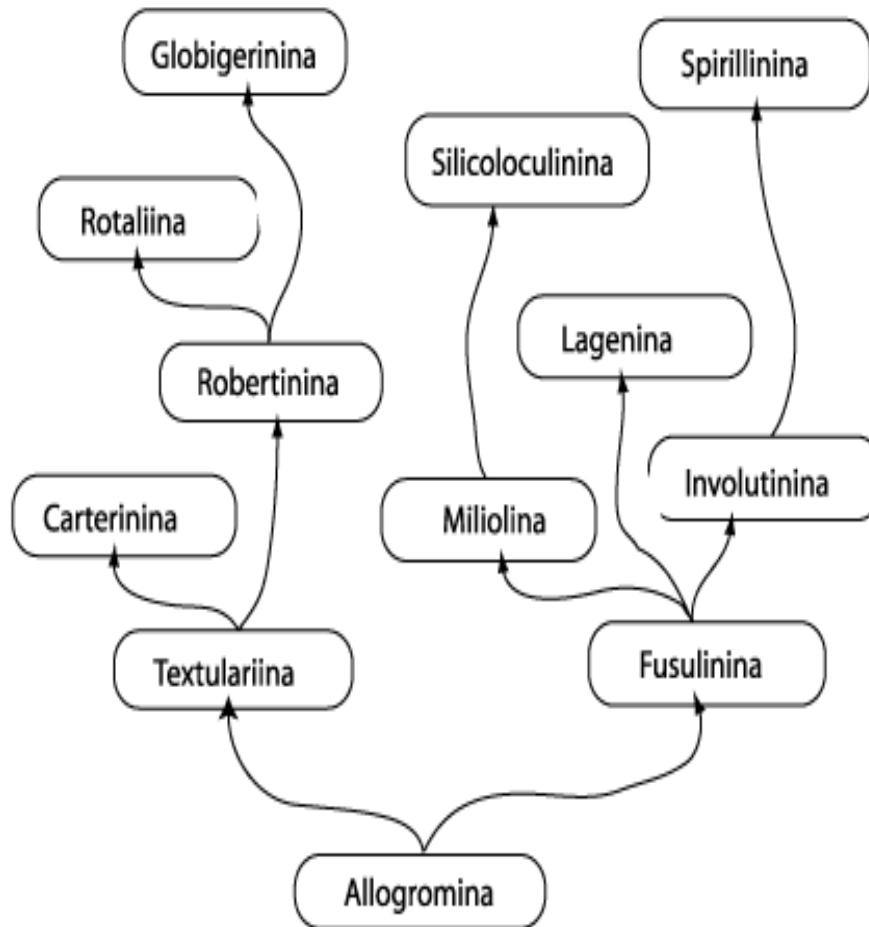 Globigerinina
Spirillinina
Silicoloculinina
Rotaliina
Lagenina
Robertinina
Involutinina
Carterinina
Miliolina
Textulariina
Fusulinina
Allogromina